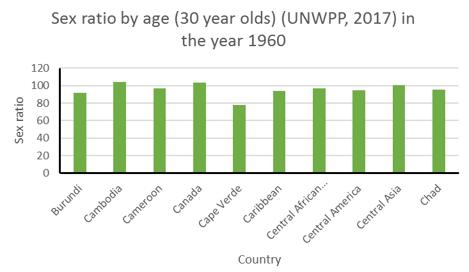 Sex ratio by age (30 year olds) (UNWPP, 2017) in
the year 1960
120
100
80
60
40
20
0
Sex ratio
Burundi
Cambodia
Cameroon
Canada
Cape Verde
Caribbean
Central African...
Central America
Central Asia
Chad
Country